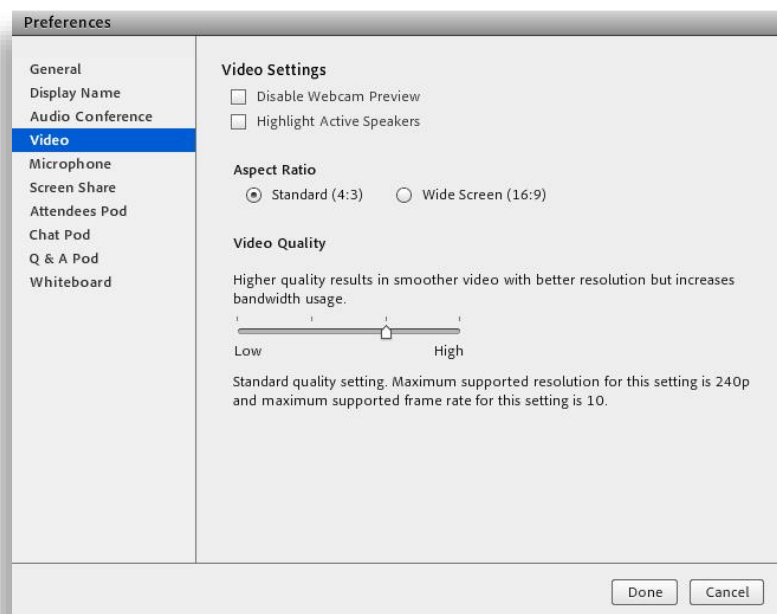 Preferences
General
Display Name
Audio Conference
Video
Microphone
Screen Share
Attendees Pod
Chat Pod
Q & A Pod
Whiteboard
Video Settings
Disable Webcam Preview
Highlight Active Speakers
Aspect Ratio
Standard (4:3) Wide Screen (16:9)
Video Quality
Higher quality results in smoother video with better resolution but increases
bandwidth usage.
Low High
Standard quality setting. Maximum supported resolution for this setting is 240p
and maximum supported frame rate for this setting is 10.
Done Cancel